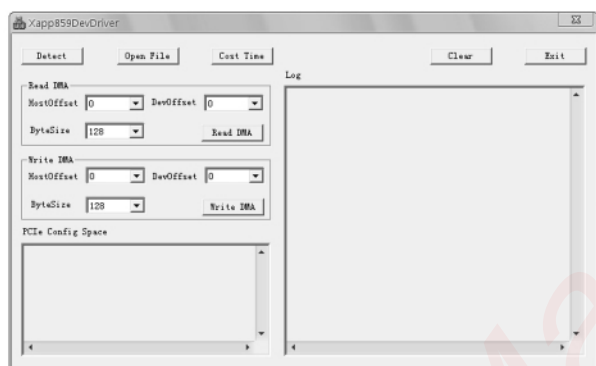 Xapp859DevDriver
Detect Open File Cost Time Clear Exit
Log
Read DMA
HostOffset 0 DevOffset 0
ByteSize 128 Read DMA
Write DMA
HostOffset 0 DevOffset 0
ByteSize 128 Write DMA
PCIe Config Space